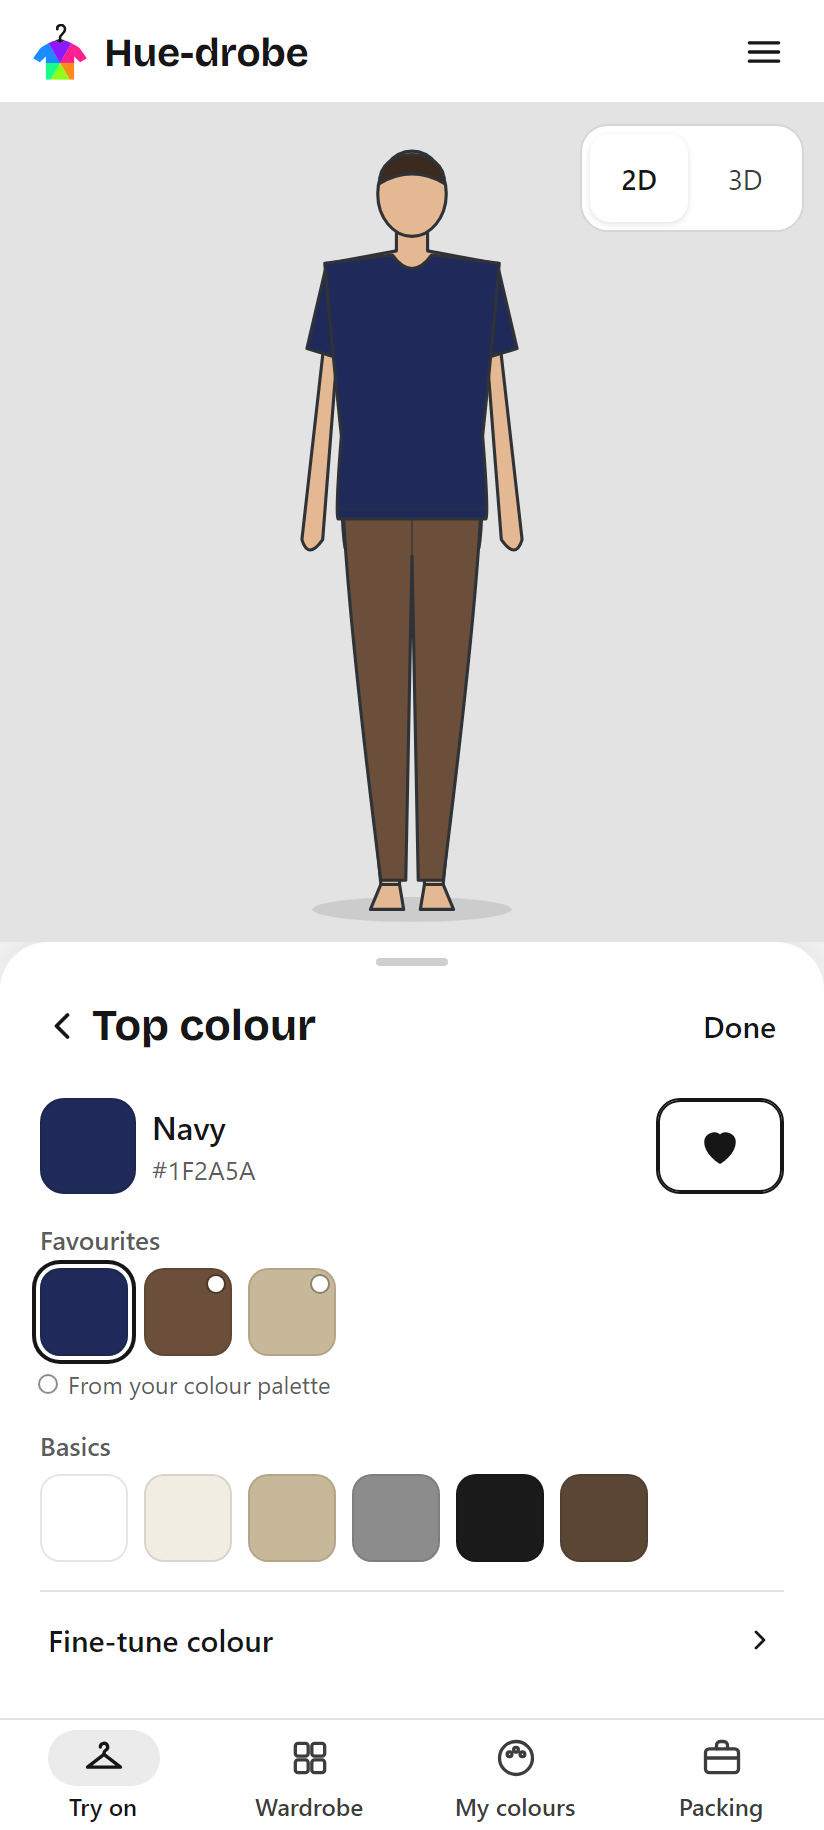 Hue-drobe
2D
3D
Top colour
Done
Navy
#1F2A5A
Favourites
From your colour palette
Basics
Fine-tune colour
Try on
Wardrobe
My colours
Packing